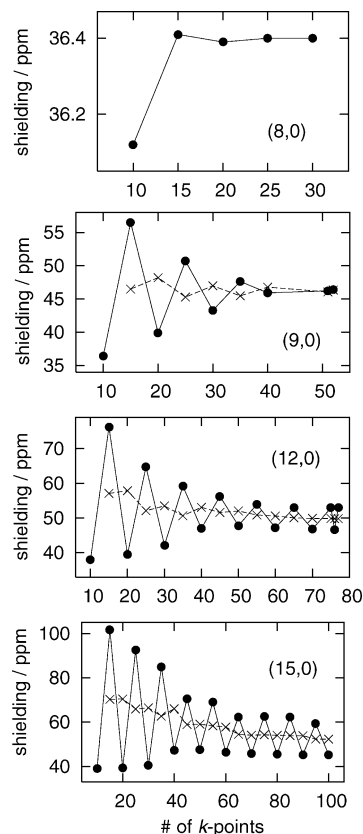 36.4
36.2
shielding / ppm
(8,0)
10 15 20 25 30
55
50
45
40
35
shielding / ppm
(9,0)
10 20 30 40 50
70
60
50
40
shielding / ppm
(12,0)
10 20 30 40 50 60 70 80
100
80
60
40
shielding / ppm
(15,0)
20 40 60 80 100
# of k-points